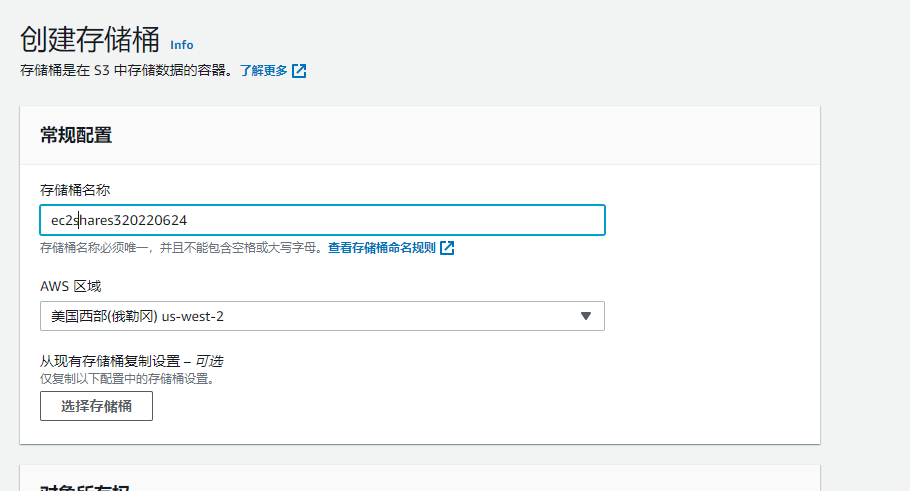 创建存储桶 Info
存储桶是在 S3 中存储数据的容器。了解更多
常规配置
存储桶名称
ec2shares320220624
存储桶名称必须唯一，并且不能包含空格或大写字母。查看存储桶命名规则
AWS 区域
美国西部(俄勒冈) us-west-2
从现有存储桶复制设置 – 可选
仅复制以下配置中的存储桶设置。
选择存储桶
对象所有权